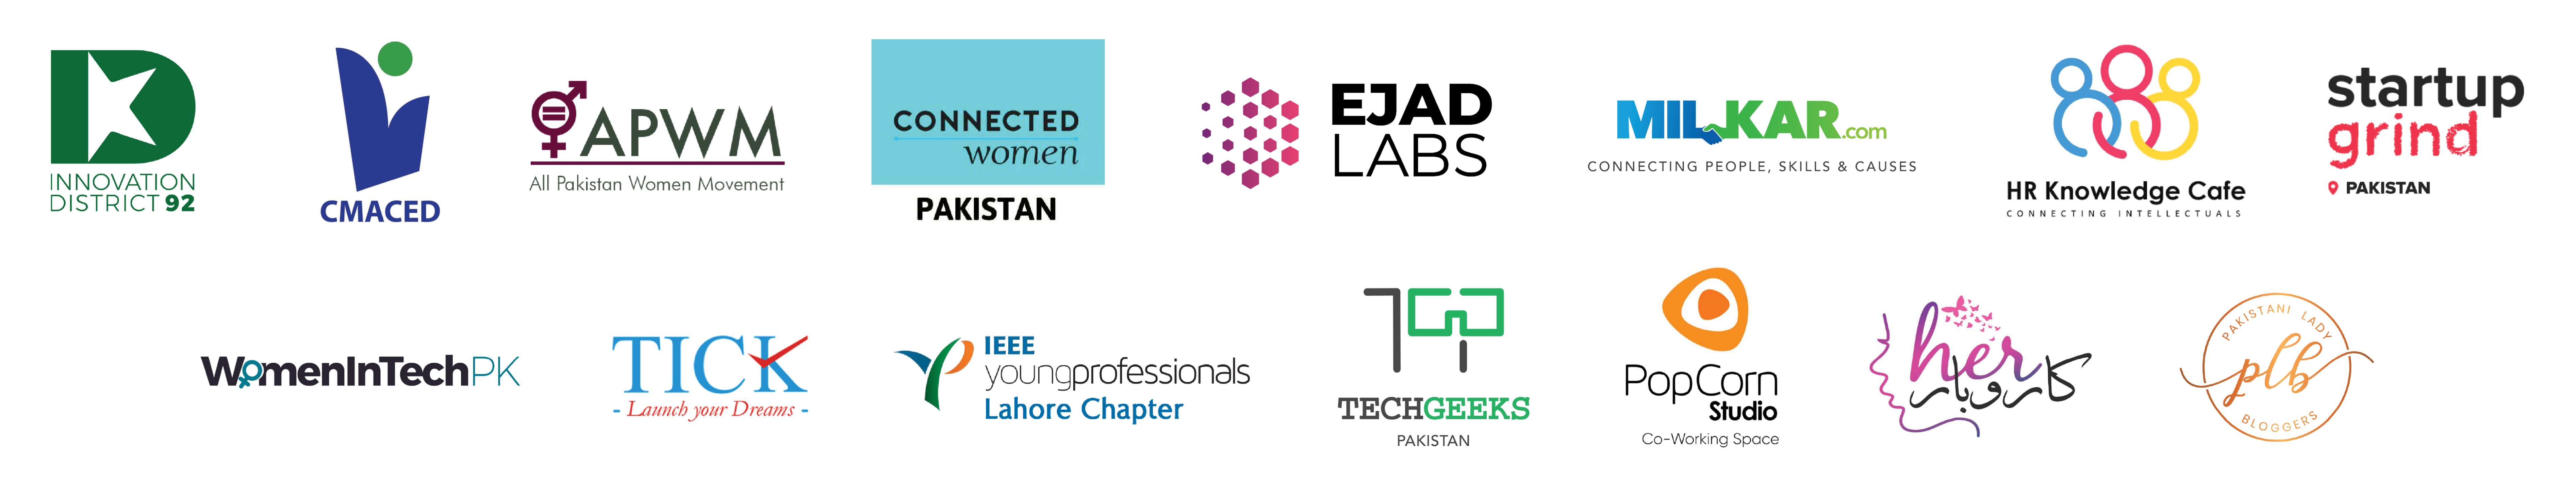 INNOVATION
DISTRICT 92
CMACED
APWM
All Pakistan Women Movement
CONNECTED
women
PAKISTAN
EJAD
LABS
MILKAR.com
CONNECTING PEOPLE, SKILLS & CAUSES
HR Knowledge Cafe
CONNECTING INTELLECTUALS
startup
grind
PAKISTAN
WomenInTechPK
TICK
- Launch your Dreams -
IEEE
youngprofessionals
Lahore Chapter
TECHGEEKS
PAKISTAN
PopCorn
Studio
Co-Working Space
her
کاروبار
PAKISTANI LADY
plb
BLOGGERS